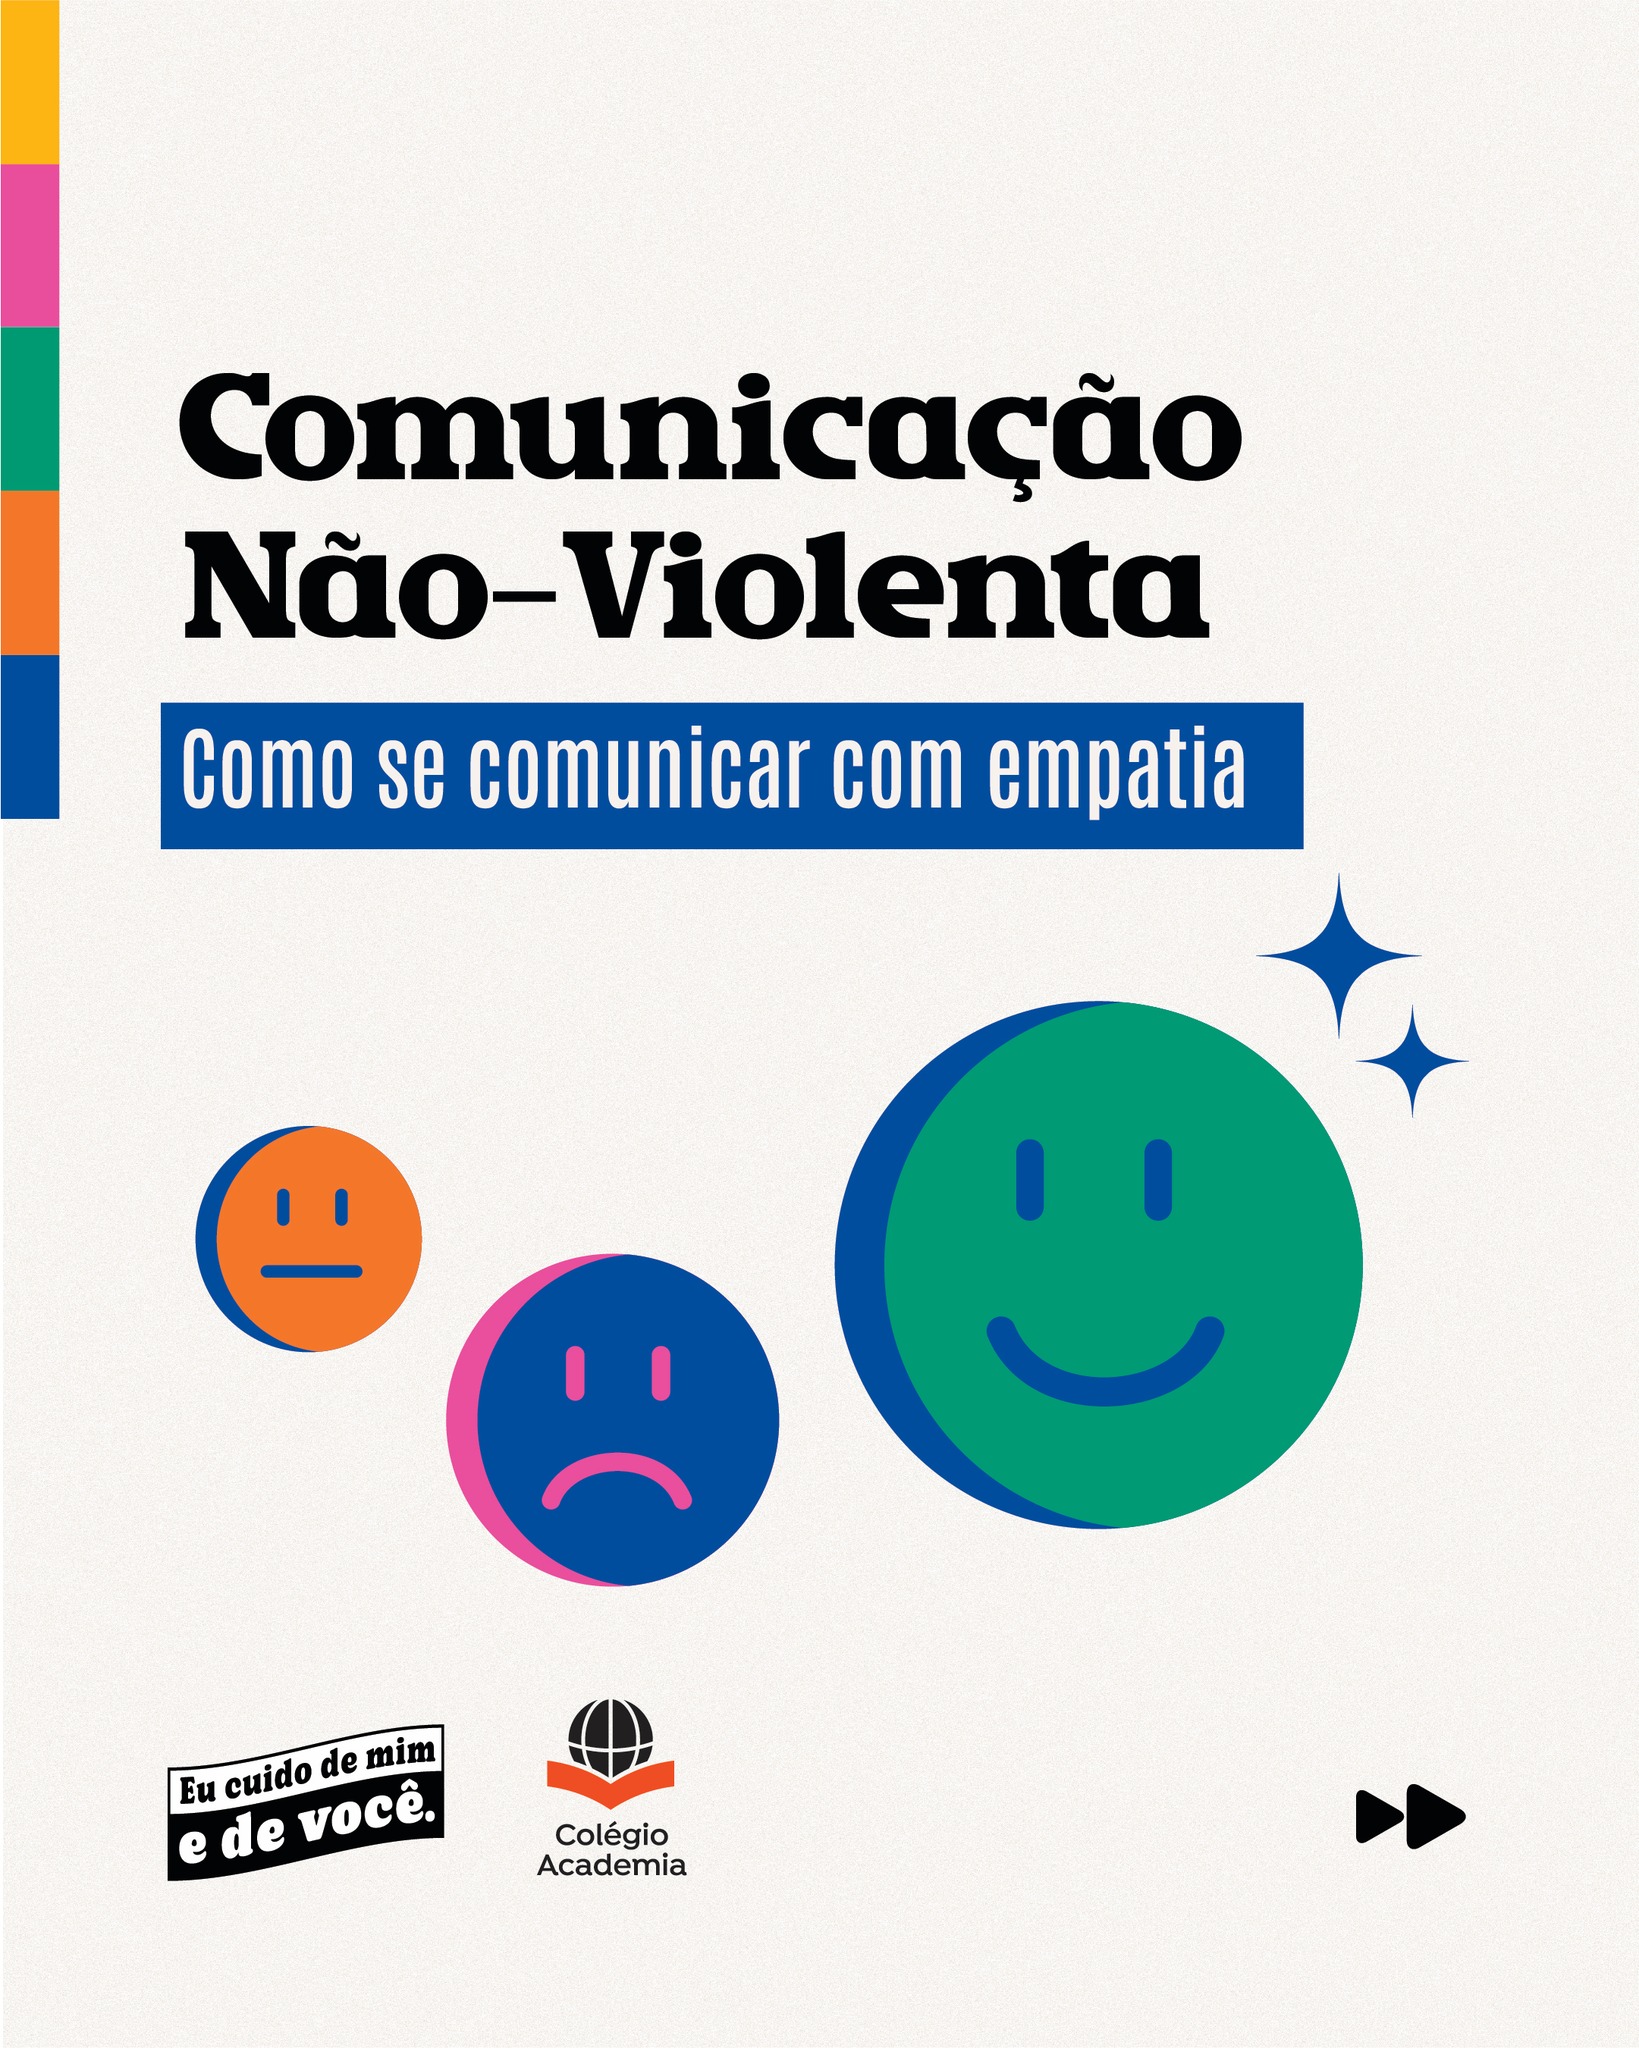 Comunicação
Não-Violenta
Como se comunicar com empatia
Eu cuido de mim
e de você.
Colégio
Academia